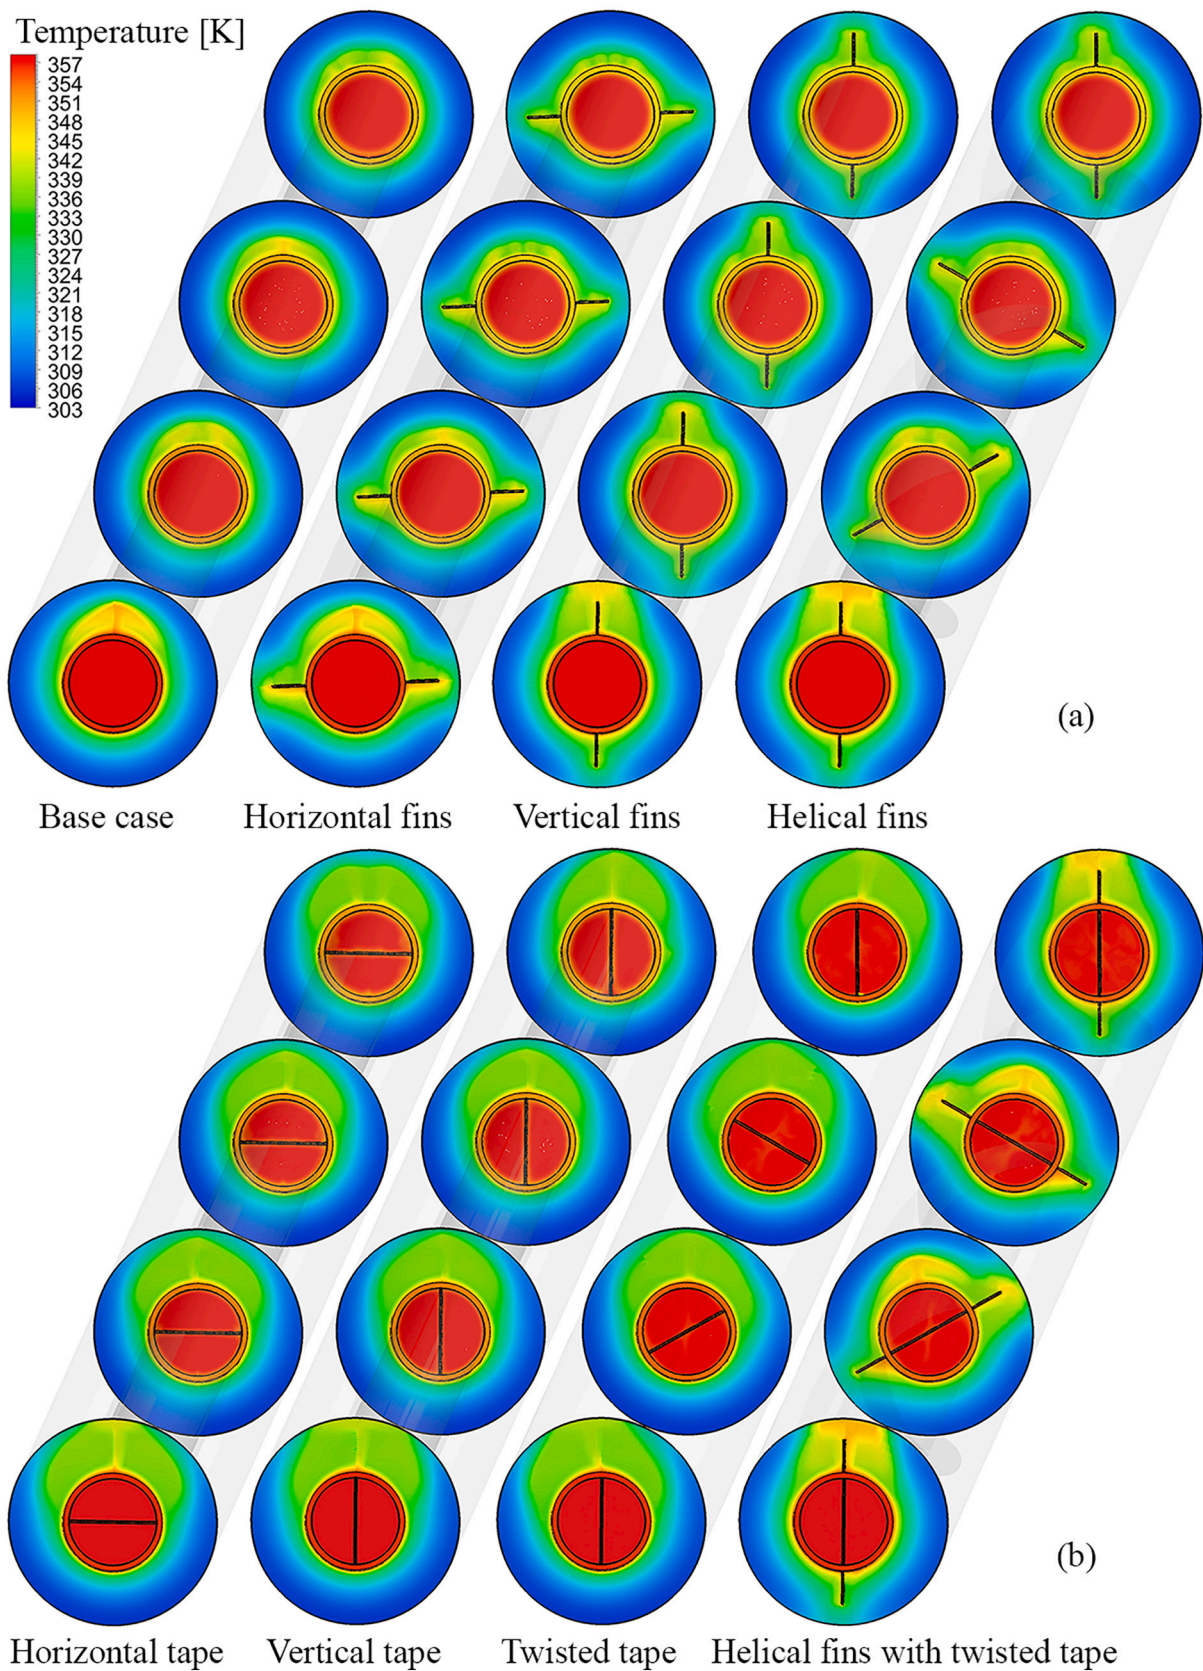 Temperature [K]
357
354
351
348
345
342
339
336
333
330
327
324
321
318
315
312
309
306
303
(a)
Base case
Horizontal fins
Vertical fins
Helical fins
(b)
Horizontal tape
Vertical tape
Twisted tape
Helical fins with twisted tape